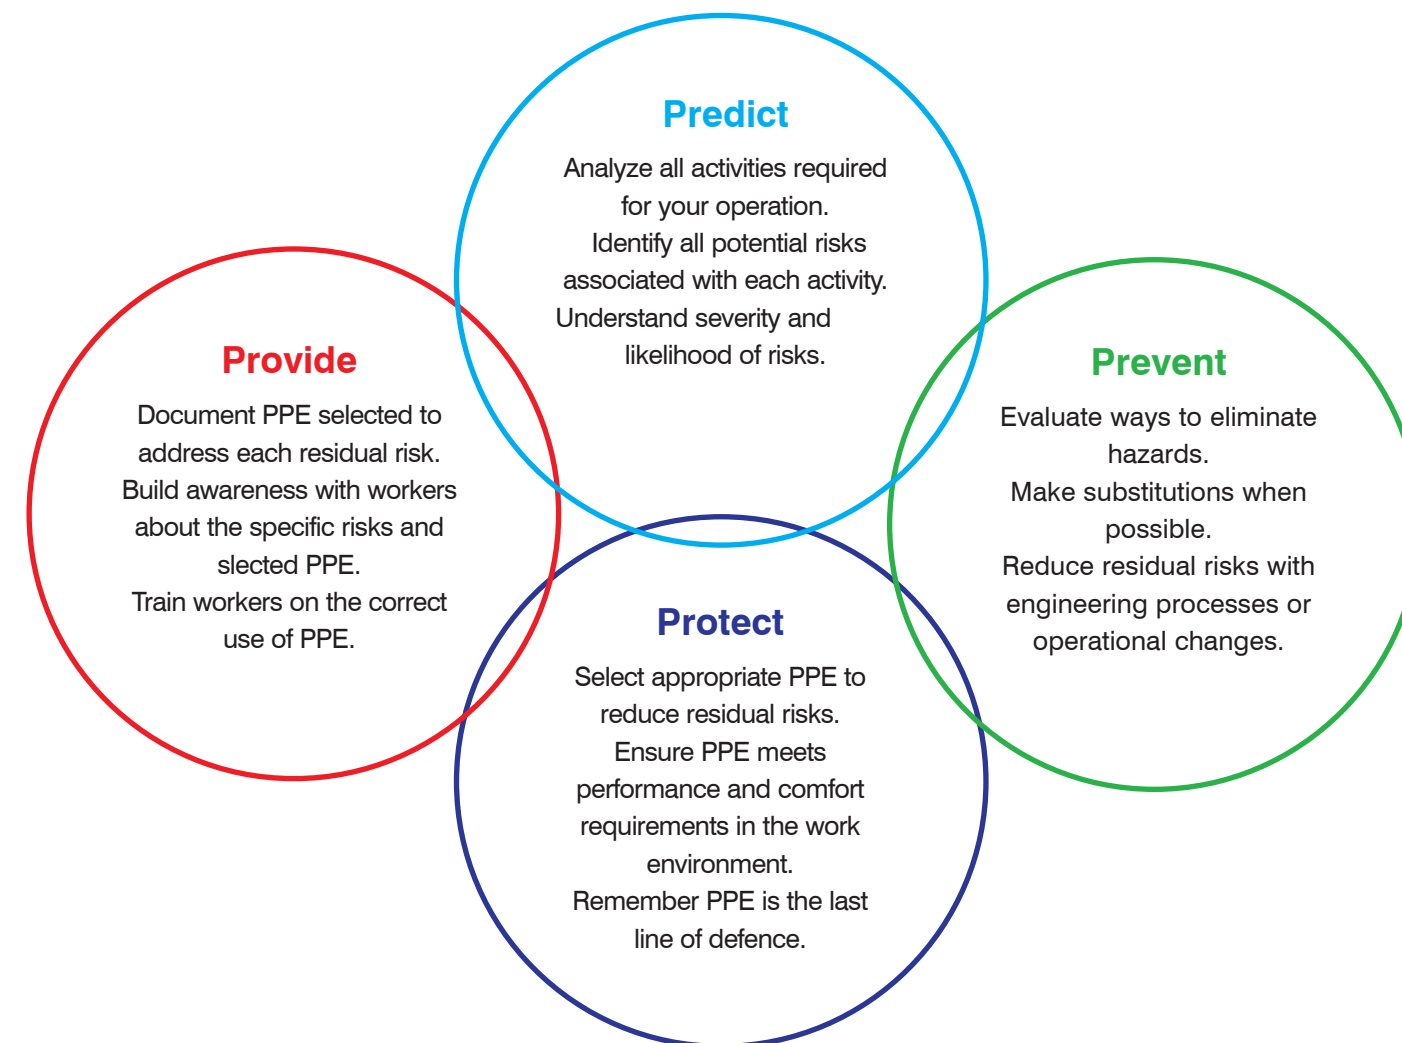 Predict
Analyze all activities required
for your operation.
Identify all potential risks
associated with each activity.
Understand severity and
likelihood of risks.
Provide
Document PPE selected to
address each residual risk.
Build awareness with workers
about the specific risks and
slected PPE.
Train workers on the correct
use of PPE.
Prevent
Evaluate ways to eliminate
hazards.
Make substitutions when
possible.
Reduce residual risks with
engineering processes or
operational changes.
Protect
Select appropriate PPE to
reduce residual risks.
Ensure PPE meets
performance and comfort
requirements in the work
environment.
Remember PPE is the last
line of defence.